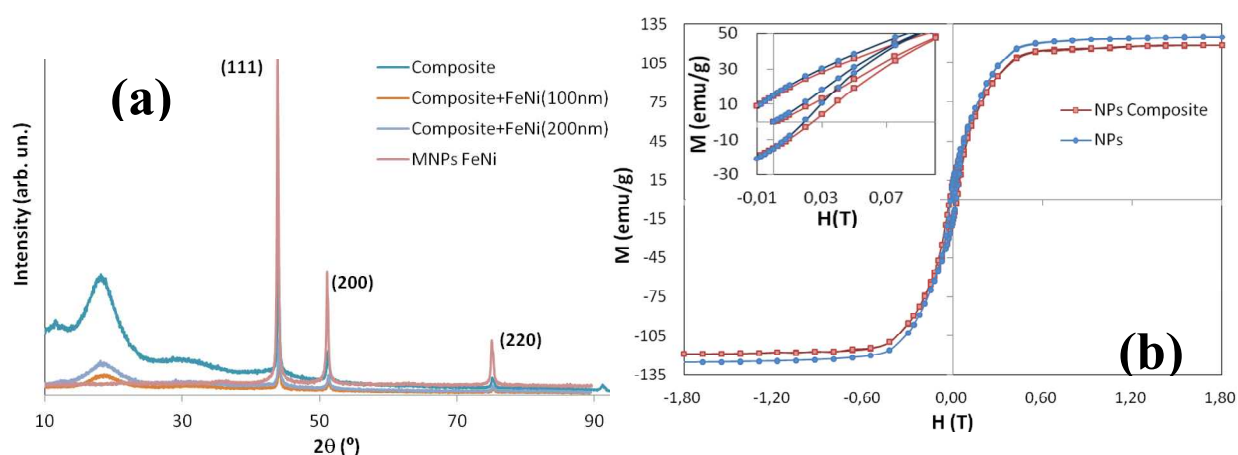 (a)
(111)
Composite
Composite+FeNi(100nm)
Composite+FeNi(200nm)
MNPs FeNi
(200)
(220)
Intensity (arb. un.)
10 30 50 70 90
2θ (º)
135
105
75
45
15
-15
-45
-75
-105
-135
M (emu/g)
-1,80 -1,20 -0,60 0,00 0,60 1,20 1,80
H (T)
50
30
10
-10
-30
M (emu/g)
-0,01 0,03 0,07
H(T)
NPs Composite
NPs
(b)